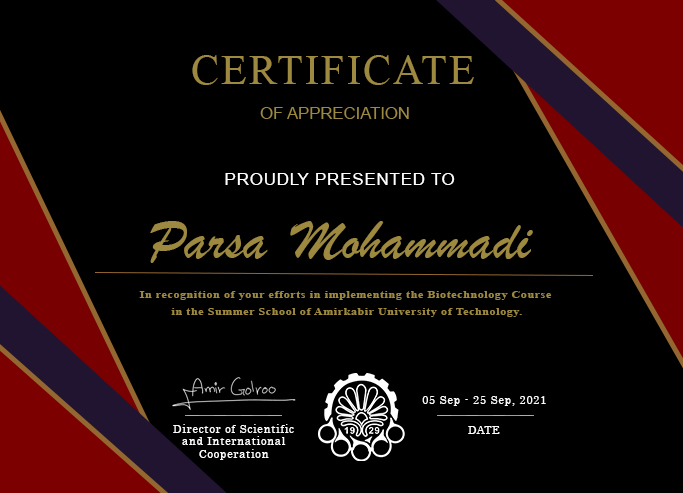 CERTIFICATE
OF APPRECIATION
PROUDLY PRESENTED TO
Parsa Mohammadi
In recognition of your efforts in implementing the Biotechnology Course
in the Summer School of Amirkabir University of Technology.
Amir Golroo
Director of Scientific
and International
Cooperation
19 29
05 Sep - 25 Sep, 2021
DATE